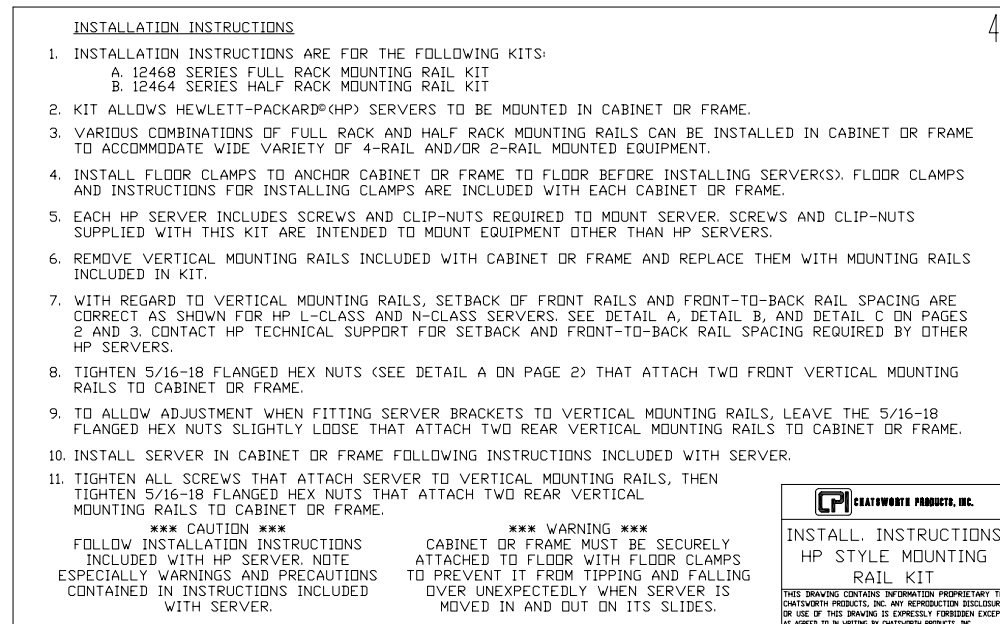 INSTALLATION INSTRUCTIONS
4
1. INSTALLATION INSTRUCTIONS ARE FOR THE FOLLOWING KITS:
A. 12468 SERIES FULL RACK MOUNTING RAIL KIT
B. 12464 SERIES HALF RACK MOUNTING RAIL KIT
2. KIT ALLOWS HEWLETT-PACKARD©(HP) SERVERS TO BE MOUNTED IN CABINET OR FRAME.
3. VARIOUS COMBINATIONS OF FULL RACK AND HALF RACK MOUNTING RAILS CAN BE INSTALLED IN CABINET OR FRAME
TO ACCOMMODATE WIDE VARIETY OF 4-RAIL AND/OR 2-RAIL MOUNTED EQUIPMENT.
4. INSTALL FLOOR CLAMPS TO ANCHOR CABINET OR FRAME TO FLOOR BEFORE INSTALLING SERVER(S). FLOOR CLAMPS
AND INSTRUCTIONS FOR INSTALLING CLAMPS ARE INCLUDED WITH EACH CABINET OR FRAME.
5. EACH HP SERVER INCLUDES SCREWS AND CLIP-NUTS REQUIRED TO MOUNT SERVER. SCREWS AND CLIP-NUTS
SUPPLIED WITH THIS KIT ARE INTENDED TO MOUNT EQUIPMENT OTHER THAN HP SERVERS.
6. REMOVE VERTICAL MOUNTING RAILS INCLUDED WITH CABINET OR FRAME AND REPLACE THEM WITH MOUNTING RAILS
INCLUDED IN KIT.
7. WITH REGARD TO VERTICAL MOUNTING RAILS, SETBACK OF FRONT RAILS AND FRONT-TO-BACK RAIL SPACING ARE
CORRECT AS SHOWN FOR HP L-CLASS AND N-CLASS SERVERS. SEE DETAIL A, DETAIL B, AND DETAIL C ON PAGES
2 AND 3. CONTACT HP TECHNICAL SUPPORT FOR SETBACK AND FRONT-TO-BACK RAIL SPACING REQUIRED BY OTHER
HP SERVERS.
8. TIGHTEN 5/16-18 FLANGED HEX NUTS (SEE DETAIL A ON PAGE 2) THAT ATTACH TWO FRONT VERTICAL MOUNTING
RAILS TO CABINET OR FRAME.
9. TO ALLOW ADJUSTMENT WHEN FITTING SERVER BRACKETS TO VERTICAL MOUNTING RAILS, LEAVE THE 5/16-18
FLANGED HEX NUTS SLIGHTLY LOOSE THAT ATTACH TWO REAR VERTICAL MOUNTING RAILS TO CABINET OR FRAME.
10. INSTALL SERVER IN CABINET OR FRAME FOLLOWING INSTRUCTIONS INCLUDED WITH SERVER.
11. TIGHTEN ALL SCREWS THAT ATTACH SERVER TO VERTICAL MOUNTING RAILS, THEN
TIGHTEN 5/16-18 FLANGED HEX NUTS THAT ATTACH TWO REAR VERTICAL
MOUNTING RAILS TO CABINET OR FRAME.
*** CAUTION ***
FOLLOW INSTALLATION INSTRUCTIONS
INCLUDED WITH HP SERVER. NOTE
ESPECIALLY WARNINGS AND PRECAUTIONS
CONTAINED IN INSTRUCTIONS INCLUDED
WITH SERVER.
*** WARNING ***
CABINET OR FRAME MUST BE SECURELY
ATTACHED TO FLOOR WITH FLOOR CLAMPS
TO PREVENT IT FROM TIPPING AND FALLING
OVER UNEXPECTEDLY WHEN SERVER IS
MOVED IN AND OUT ON ITS SLIDES.
CPI CHATSWORTH PRODUCTS, INC.
INSTALL. INSTRUCTIONS
HP STYLE MOUNTING
RAIL KIT
THIS DRAWING CONTAINS INFORMATION PROPRIETARY T
CHATSWORTH PRODUCTS, INC. ANY REPRODUCTION DISCLOSUR
OR USE OF THIS DRAWING IS EXPRESSLY FORBIDDEN EXCEP
AS AGREED TO IN WRITING BY CHATSWORTH PRODUCTS, INC.